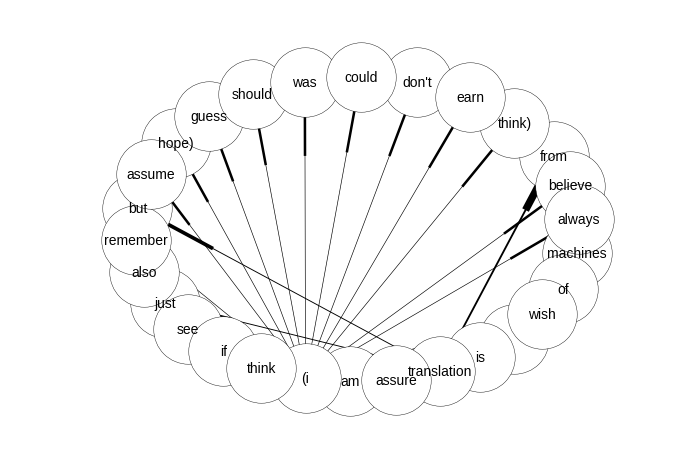 could
was
don't
should
earn
guess
think)
hope)
from
assume
believe
but
always
remember
machines
also
of
just
wish
see
if
is
think
translation
(i
am
assure